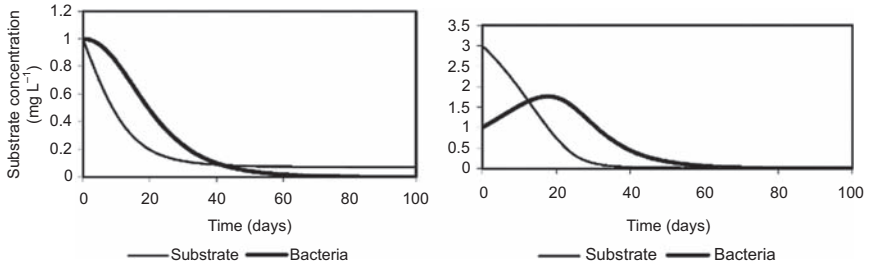 Substrate concentration
(mg L⁻¹)
1.2
1
0.8
0.6
0.4
0.2
0
0 20 40 60 80 100
Time (days)
Substrate Bacteria
3.5
3
2.5
2
1.5
1
0.5
0
0 20 40 60 80 100
Time (days)
Substrate Bacteria